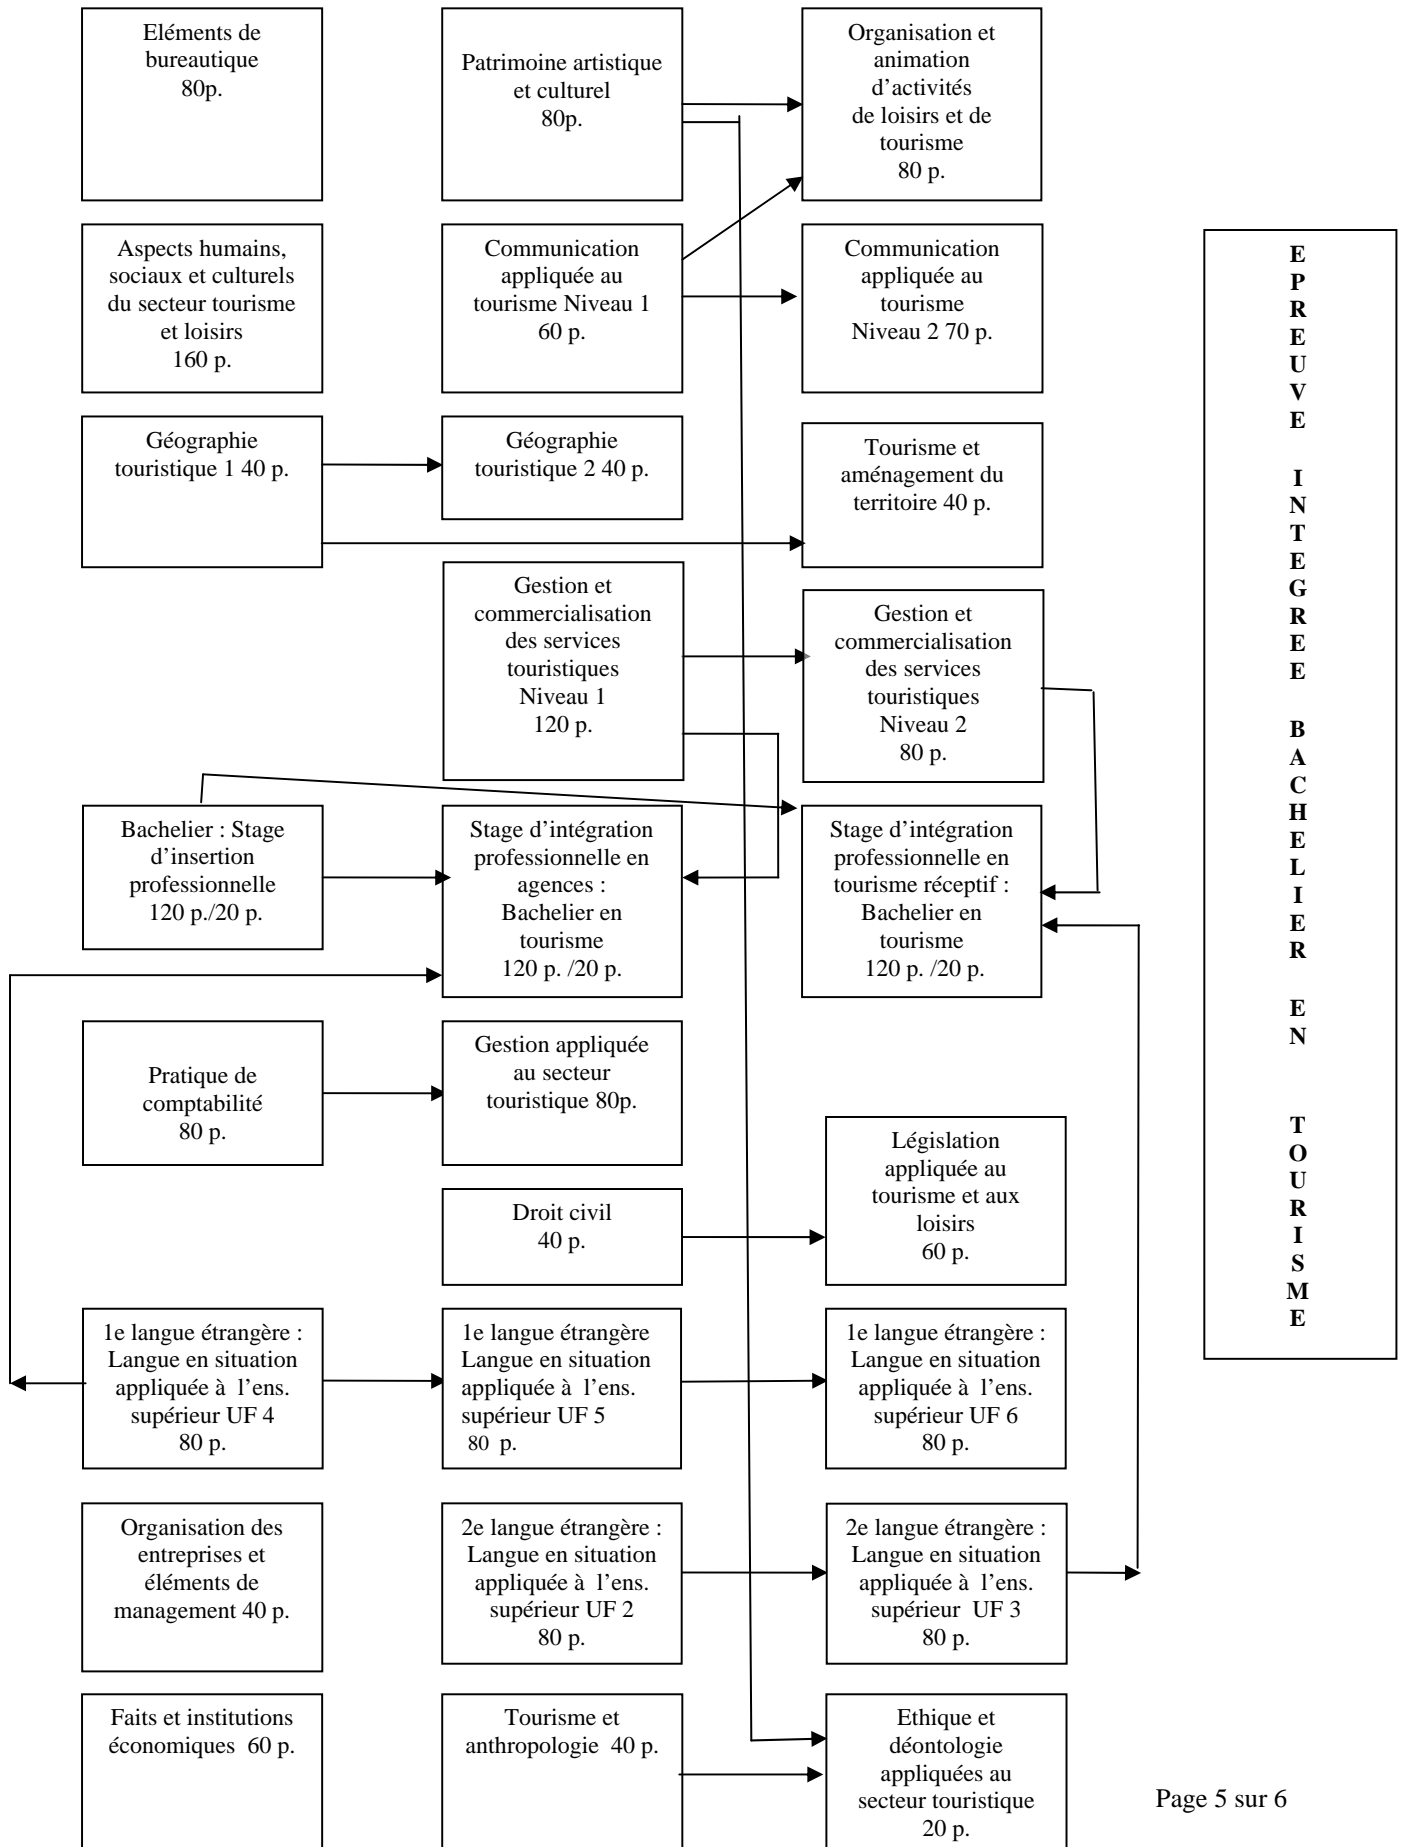 Eléments de
bureautique
80p.
Patrimoine artistique
et culturel
80p.
Organisation et
animation
d’activités
de loisirs et de
tourisme
80 p.
Aspects humains,
sociaux et culturels
du secteur tourisme
et loisirs
160 p.
Communication
appliquée au
tourisme Niveau 1
60 p.
Communication
appliquée au
tourisme
Niveau 2 70 p.
Géographie
touristique 1 40 p.
Géographie
touristique 2 40 p.
Tourisme et
aménagement du
territoire 40 p.
Gestion et
commercialisation
des services
touristiques
Niveau 1
120 p.
Gestion et
commercialisation
des services
touristiques
Niveau 2
80 p.
Bachelier : Stage
d’insertion
professionnelle
120 p./20 p.
Stage d’intégration
professionnelle en
agences :
Bachelier en
tourisme
120 p. /20 p.
Stage d’intégration
professionnelle en
tourisme réceptif :
Bachelier en
tourisme
120 p. /20 p.
Pratique de
comptabilité
80 p.
Gestion appliquée
au secteur
touristique 80p.
Droit civil
40 p.
Législation
appliquée au
tourisme et aux
loisirs
60 p.
1e langue étrangère :
Langue en situation
appliquée à l’ens.
supérieur UF 4
80 p.
1e langue étrangère
Langue en situation
appliquée à l’ens.
supérieur UF 5
80 p.
1e langue étrangère :
Langue en situation
appliquée à l’ens.
supérieur UF 6
80 p.
Organisation des
entreprises et
éléments de
management 40 p.
2e langue étrangère :
Langue en situation
appliquée à l’ens.
supérieur UF 2
80 p.
2e langue étrangère :
Langue en situation
appliquée à l’ens.
supérieur UF 3
80 p.
Faits et institutions
économiques 60 p.
Tourisme et
anthropologie 40 p.
Ethique et
déontologie
appliquées au
secteur touristique
20 p.
E
P
R
E
U
V
E
I
N
T
E
G
R
E
E
B
A
C
H
E
L
I
E
R
E
N
T
O
U
R
I
S
M
E
Page 5 sur 6